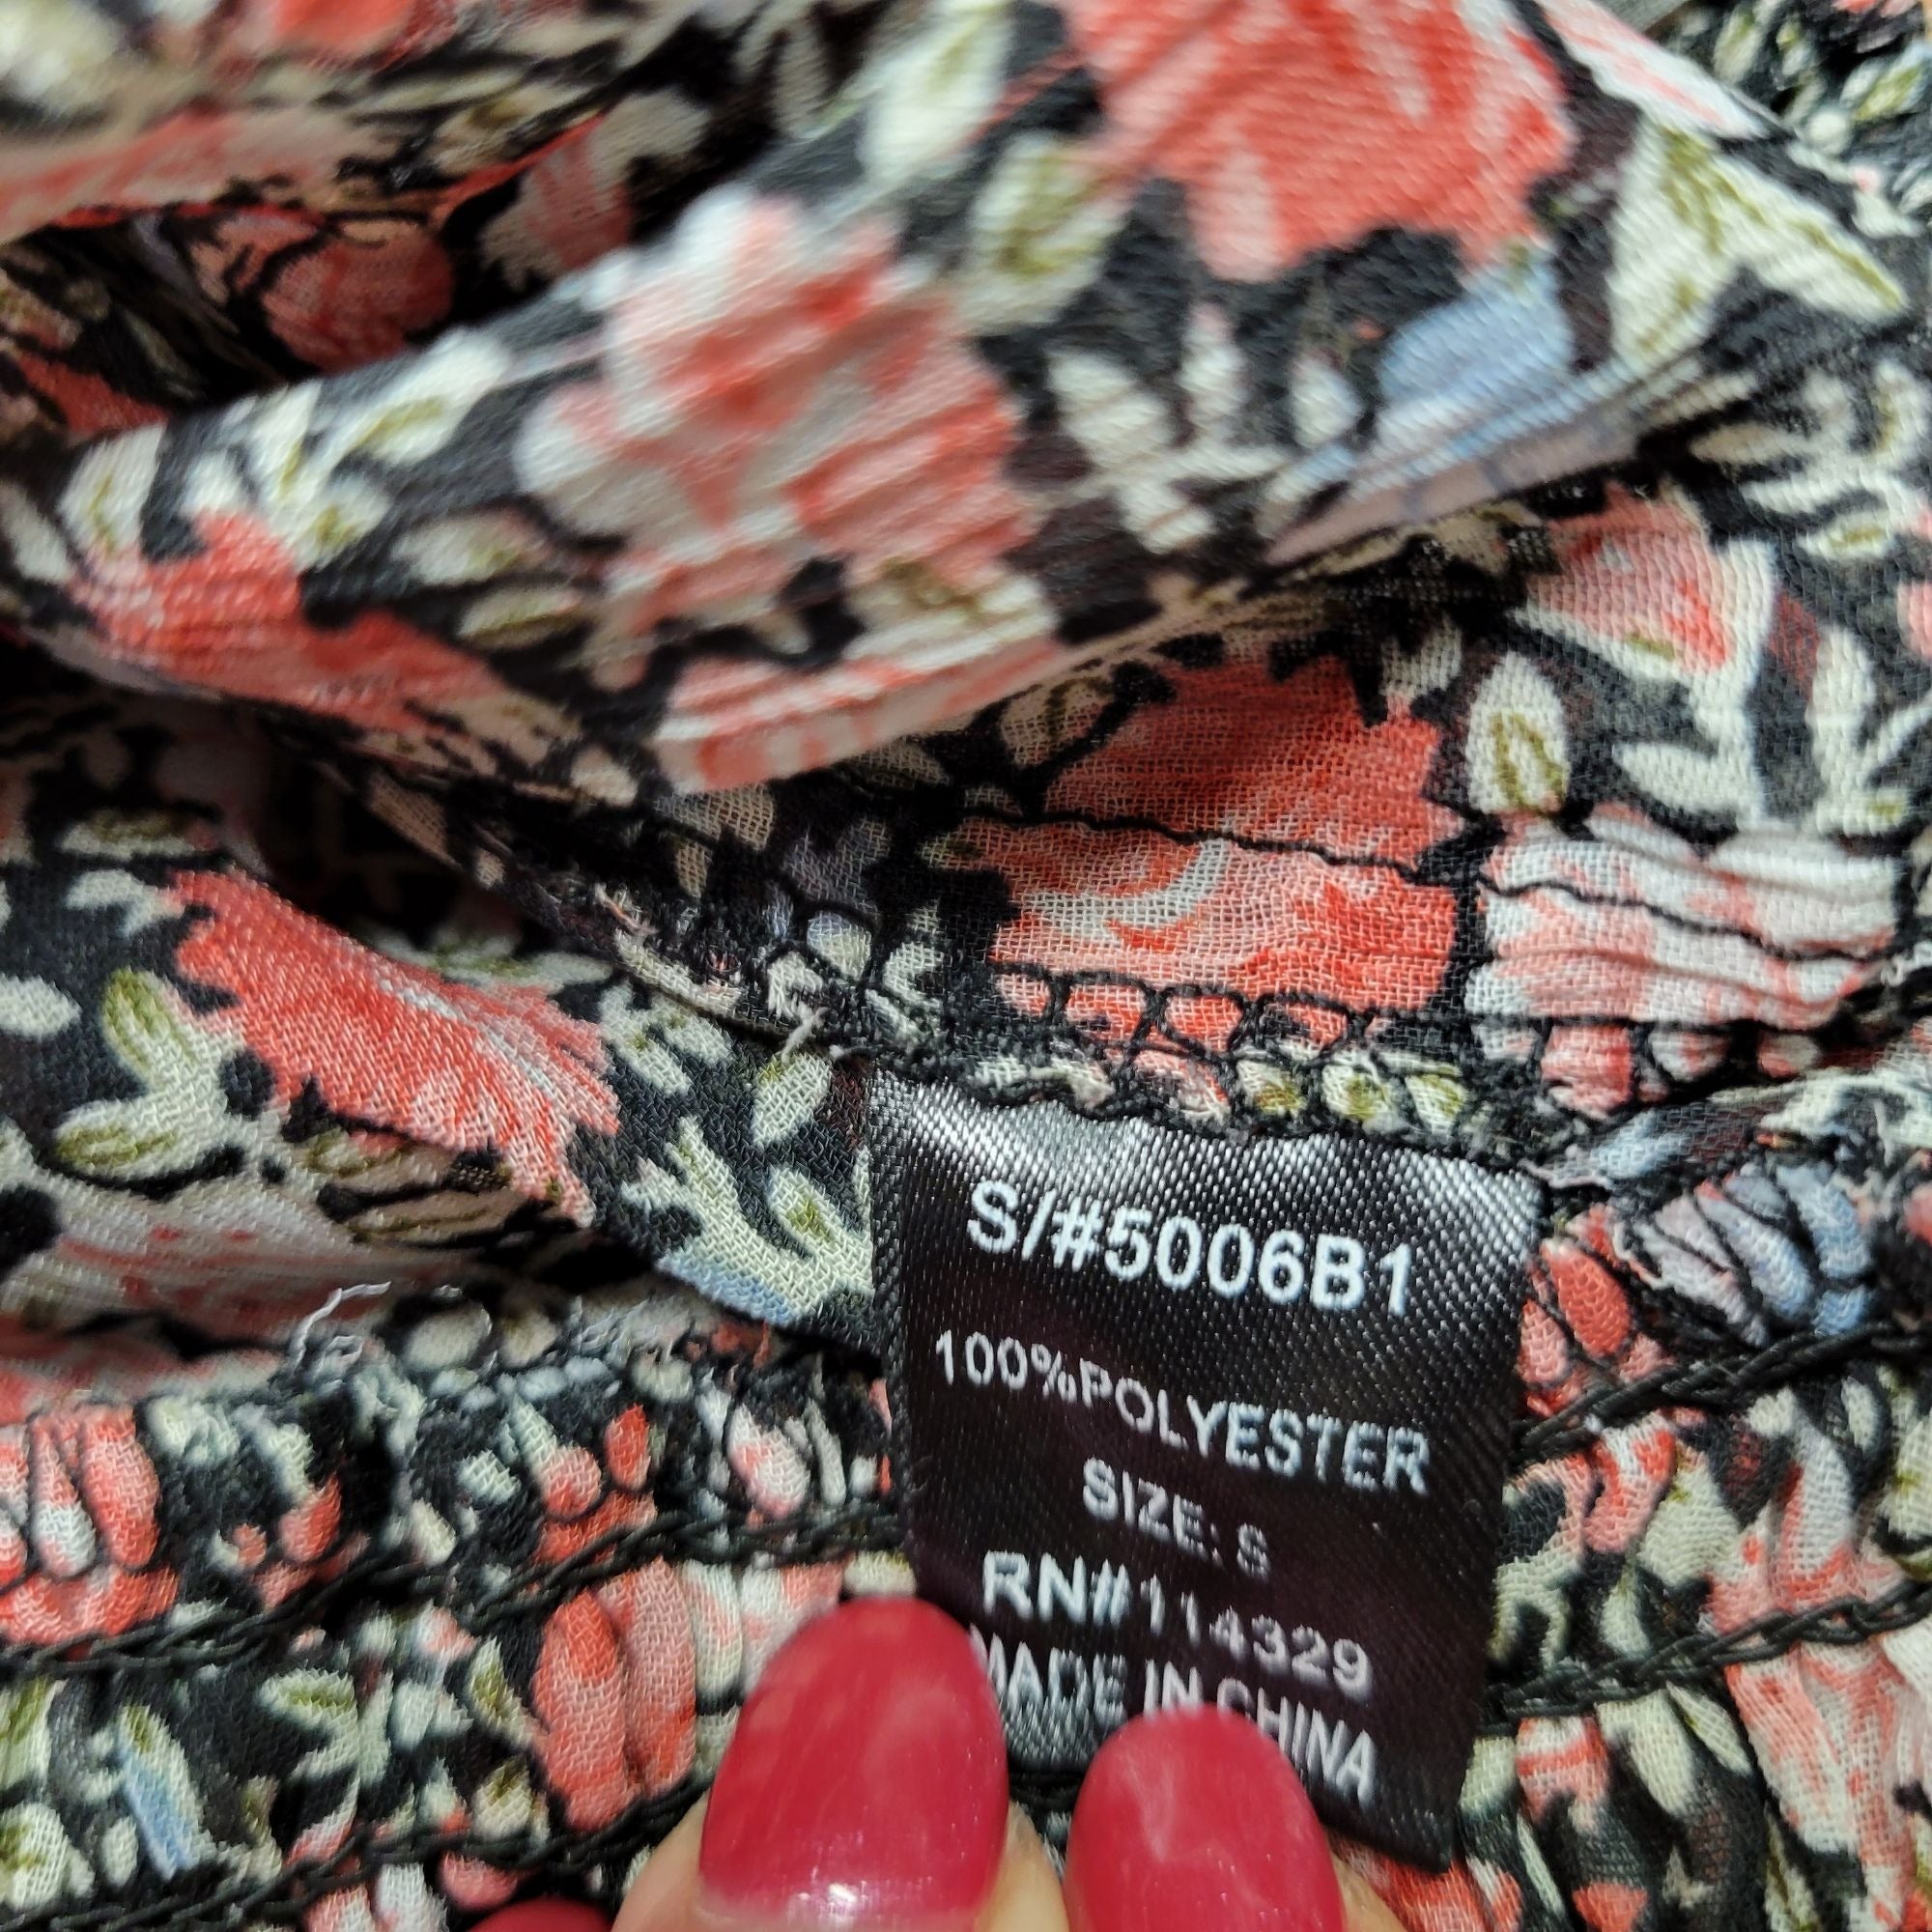 S/#5006B1
100%POLYESTER
SIZE: S
RN#114329
MADE IN CHINA